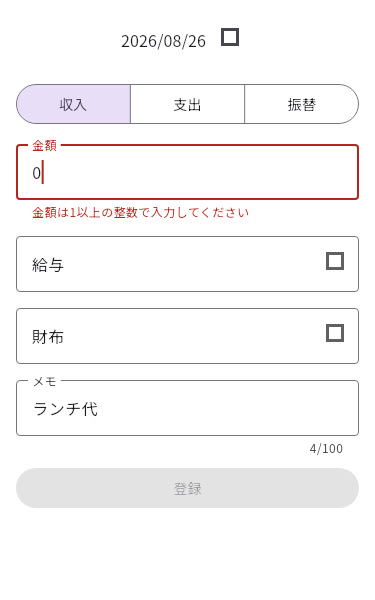 2026/08/26
収入
支出
振替
金額
0
金額は1以上の整数で入力してください
給与
財布
メモ
ランチ代
4/100
登録